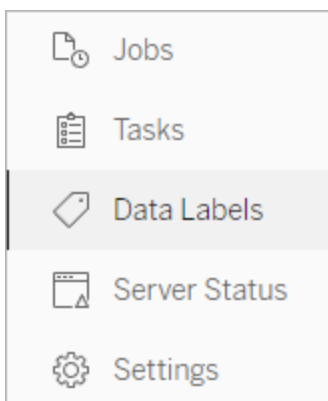 Jobs
Tasks
Data Labels
Server Status
Settings